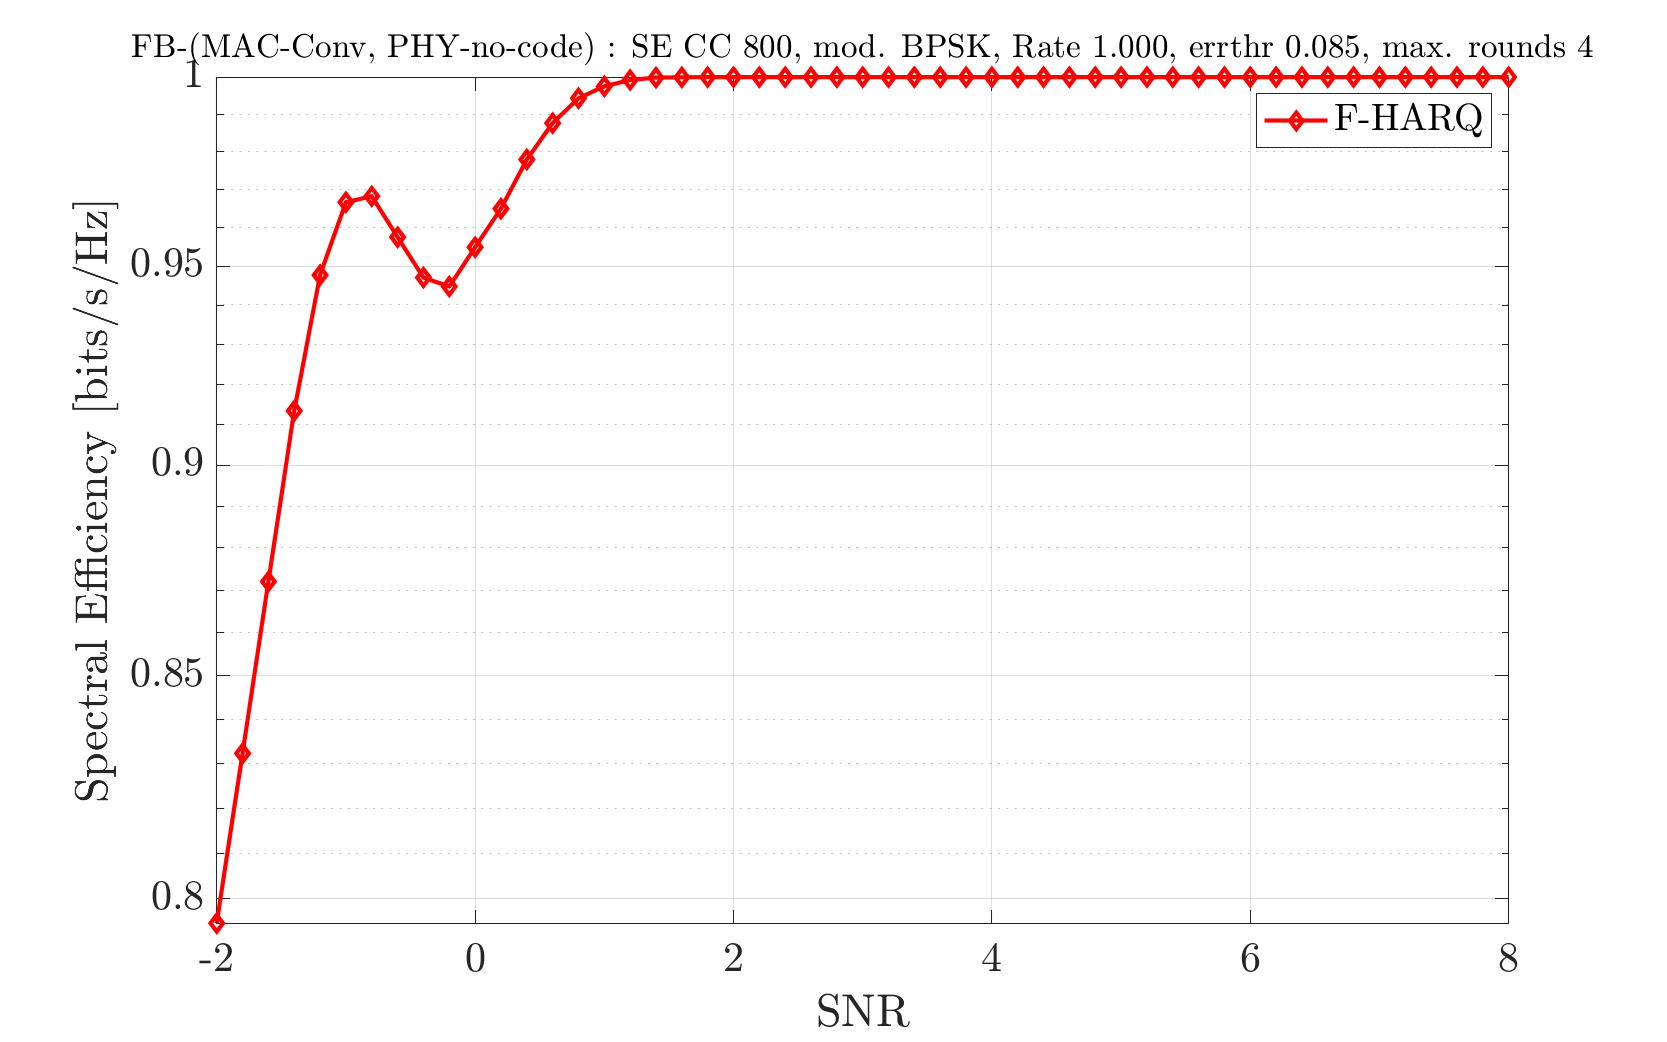 FB-(MAC-Conv, PHY-no-code) : SE CC 800, mod. BPSK, Rate 1.000, errthr 0.085, max. rounds 4
1
F-HARQ
0.95
0.9
0.85
0.8
Spectral Efficiency [bits/s/Hz]
-2 0 2 4 6 8
SNR